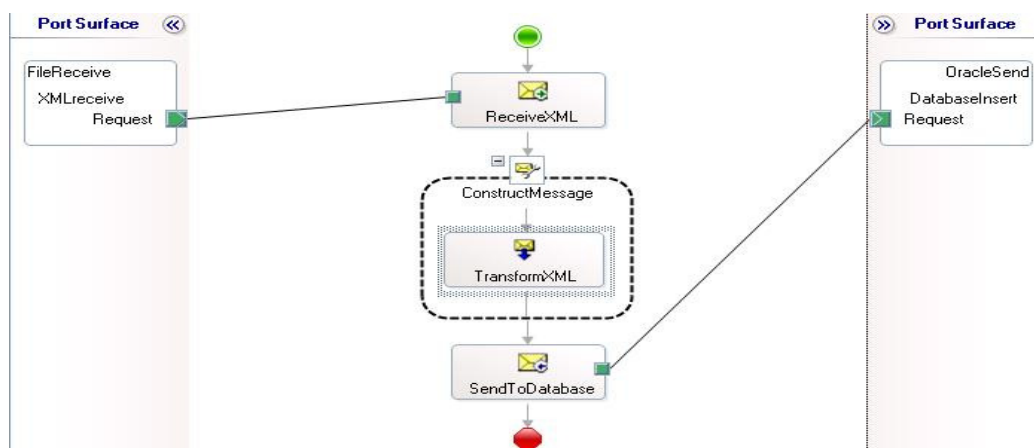 Port Surface
FileReceive
XMLreceive
Request
ReceiveXML
ConstructMessage
TransformXML
SendToDatabase
Port Surface
OracleSend
DatabaseInsert
Request